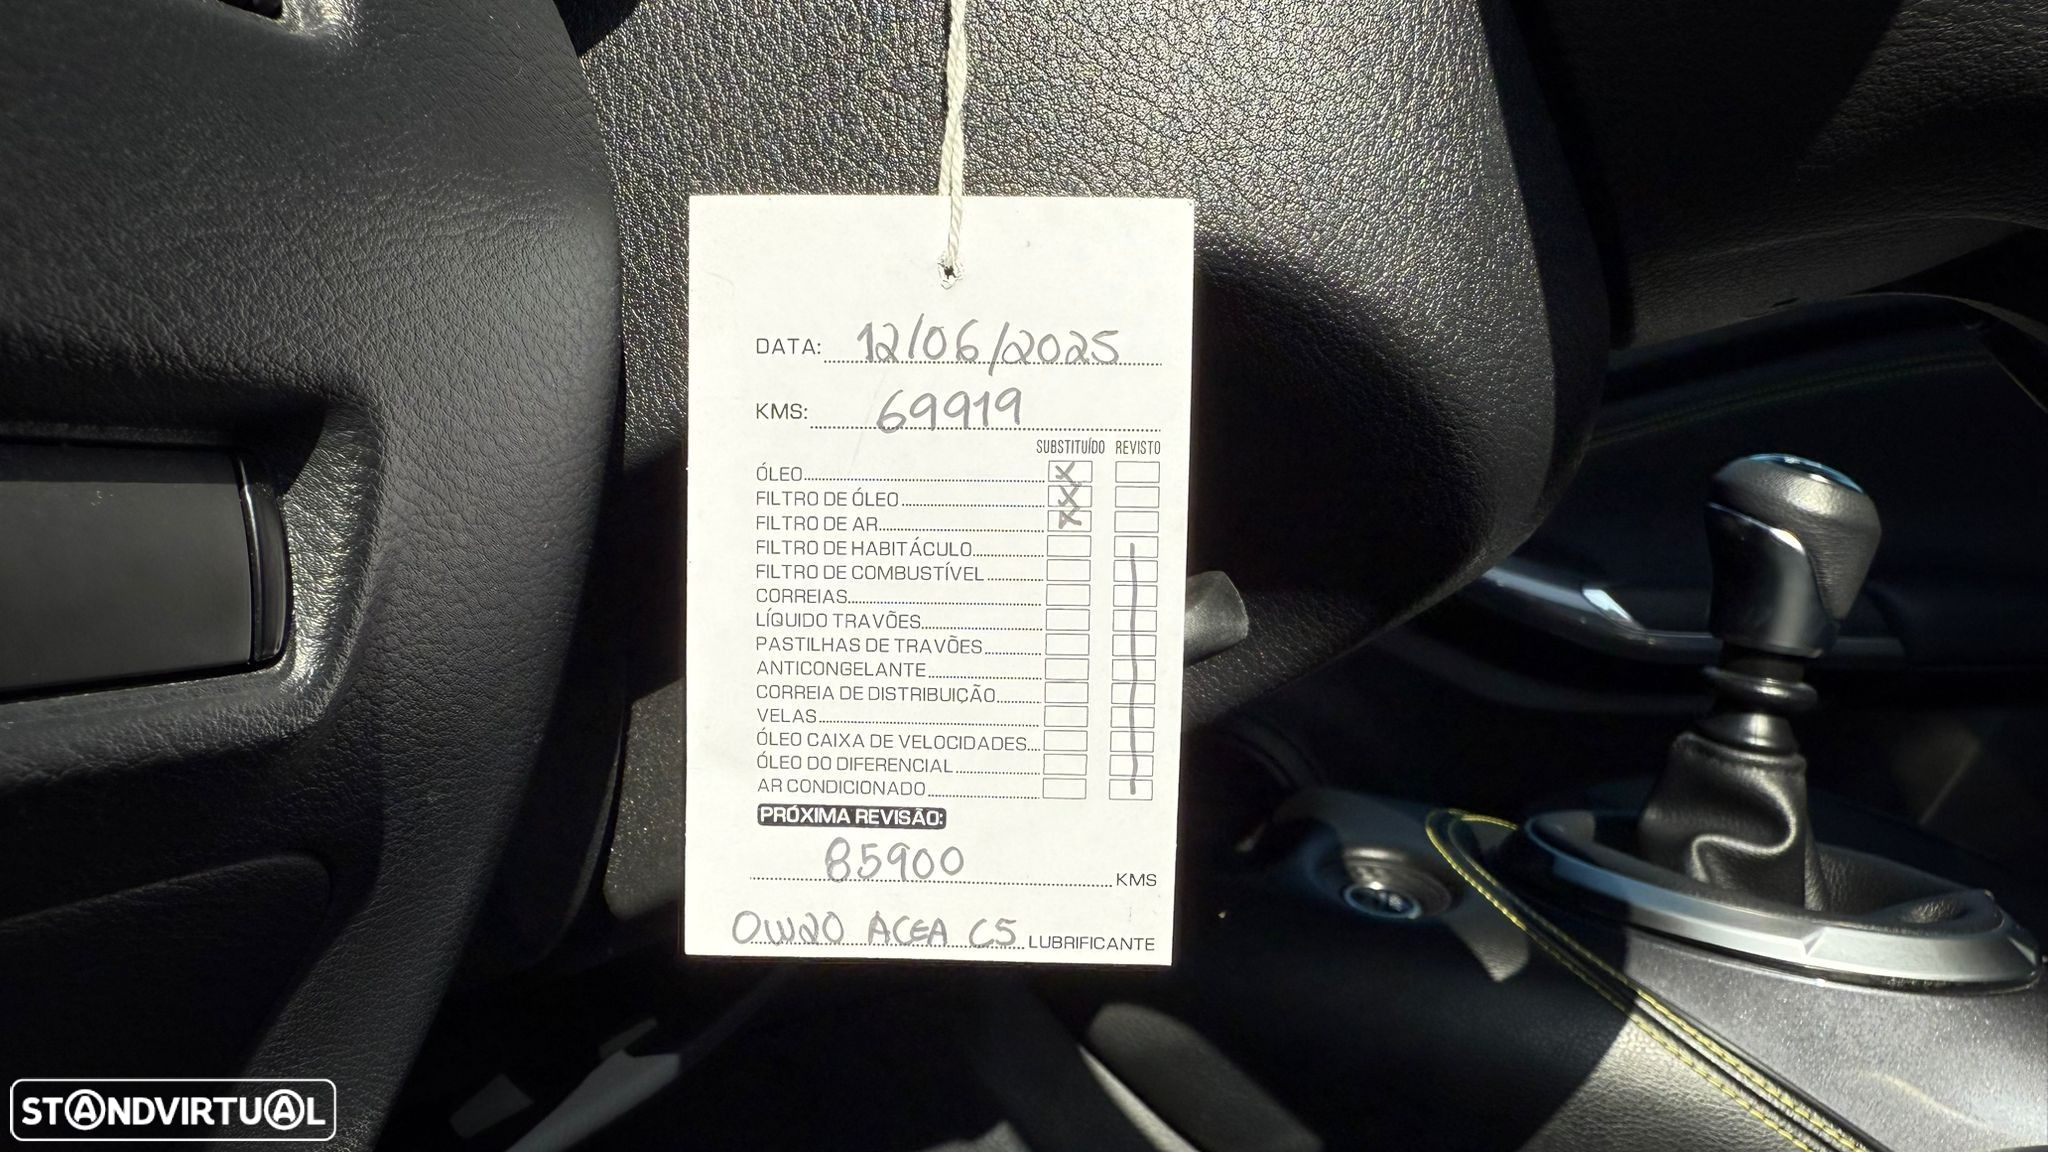 DATA: 12/06/2025
KMS: 69919
SUBSTITUÍDO REVISTO
ÓLEO X
FILTRO DE ÓLEO X
FILTRO DE AR X
FILTRO DE HABITÁCULO
FILTRO DE COMBUSTÍVEL
CORREIAS
LÍQUIDO TRAVÕES
PASTILHAS DE TRAVÕES
ANTICONGELANTE
CORREIA DE DISTRIBUIÇÃO
VELAS
ÓLEO CAIXA DE VELOCIDADES
ÓLEO DO DIFERENCIAL
AR CONDICIONADO
PRÓXIMA REVISÃO:
85900 KMS
0W20 ACEA C5 LUBRIFICANTE
STANDVIRTUAL